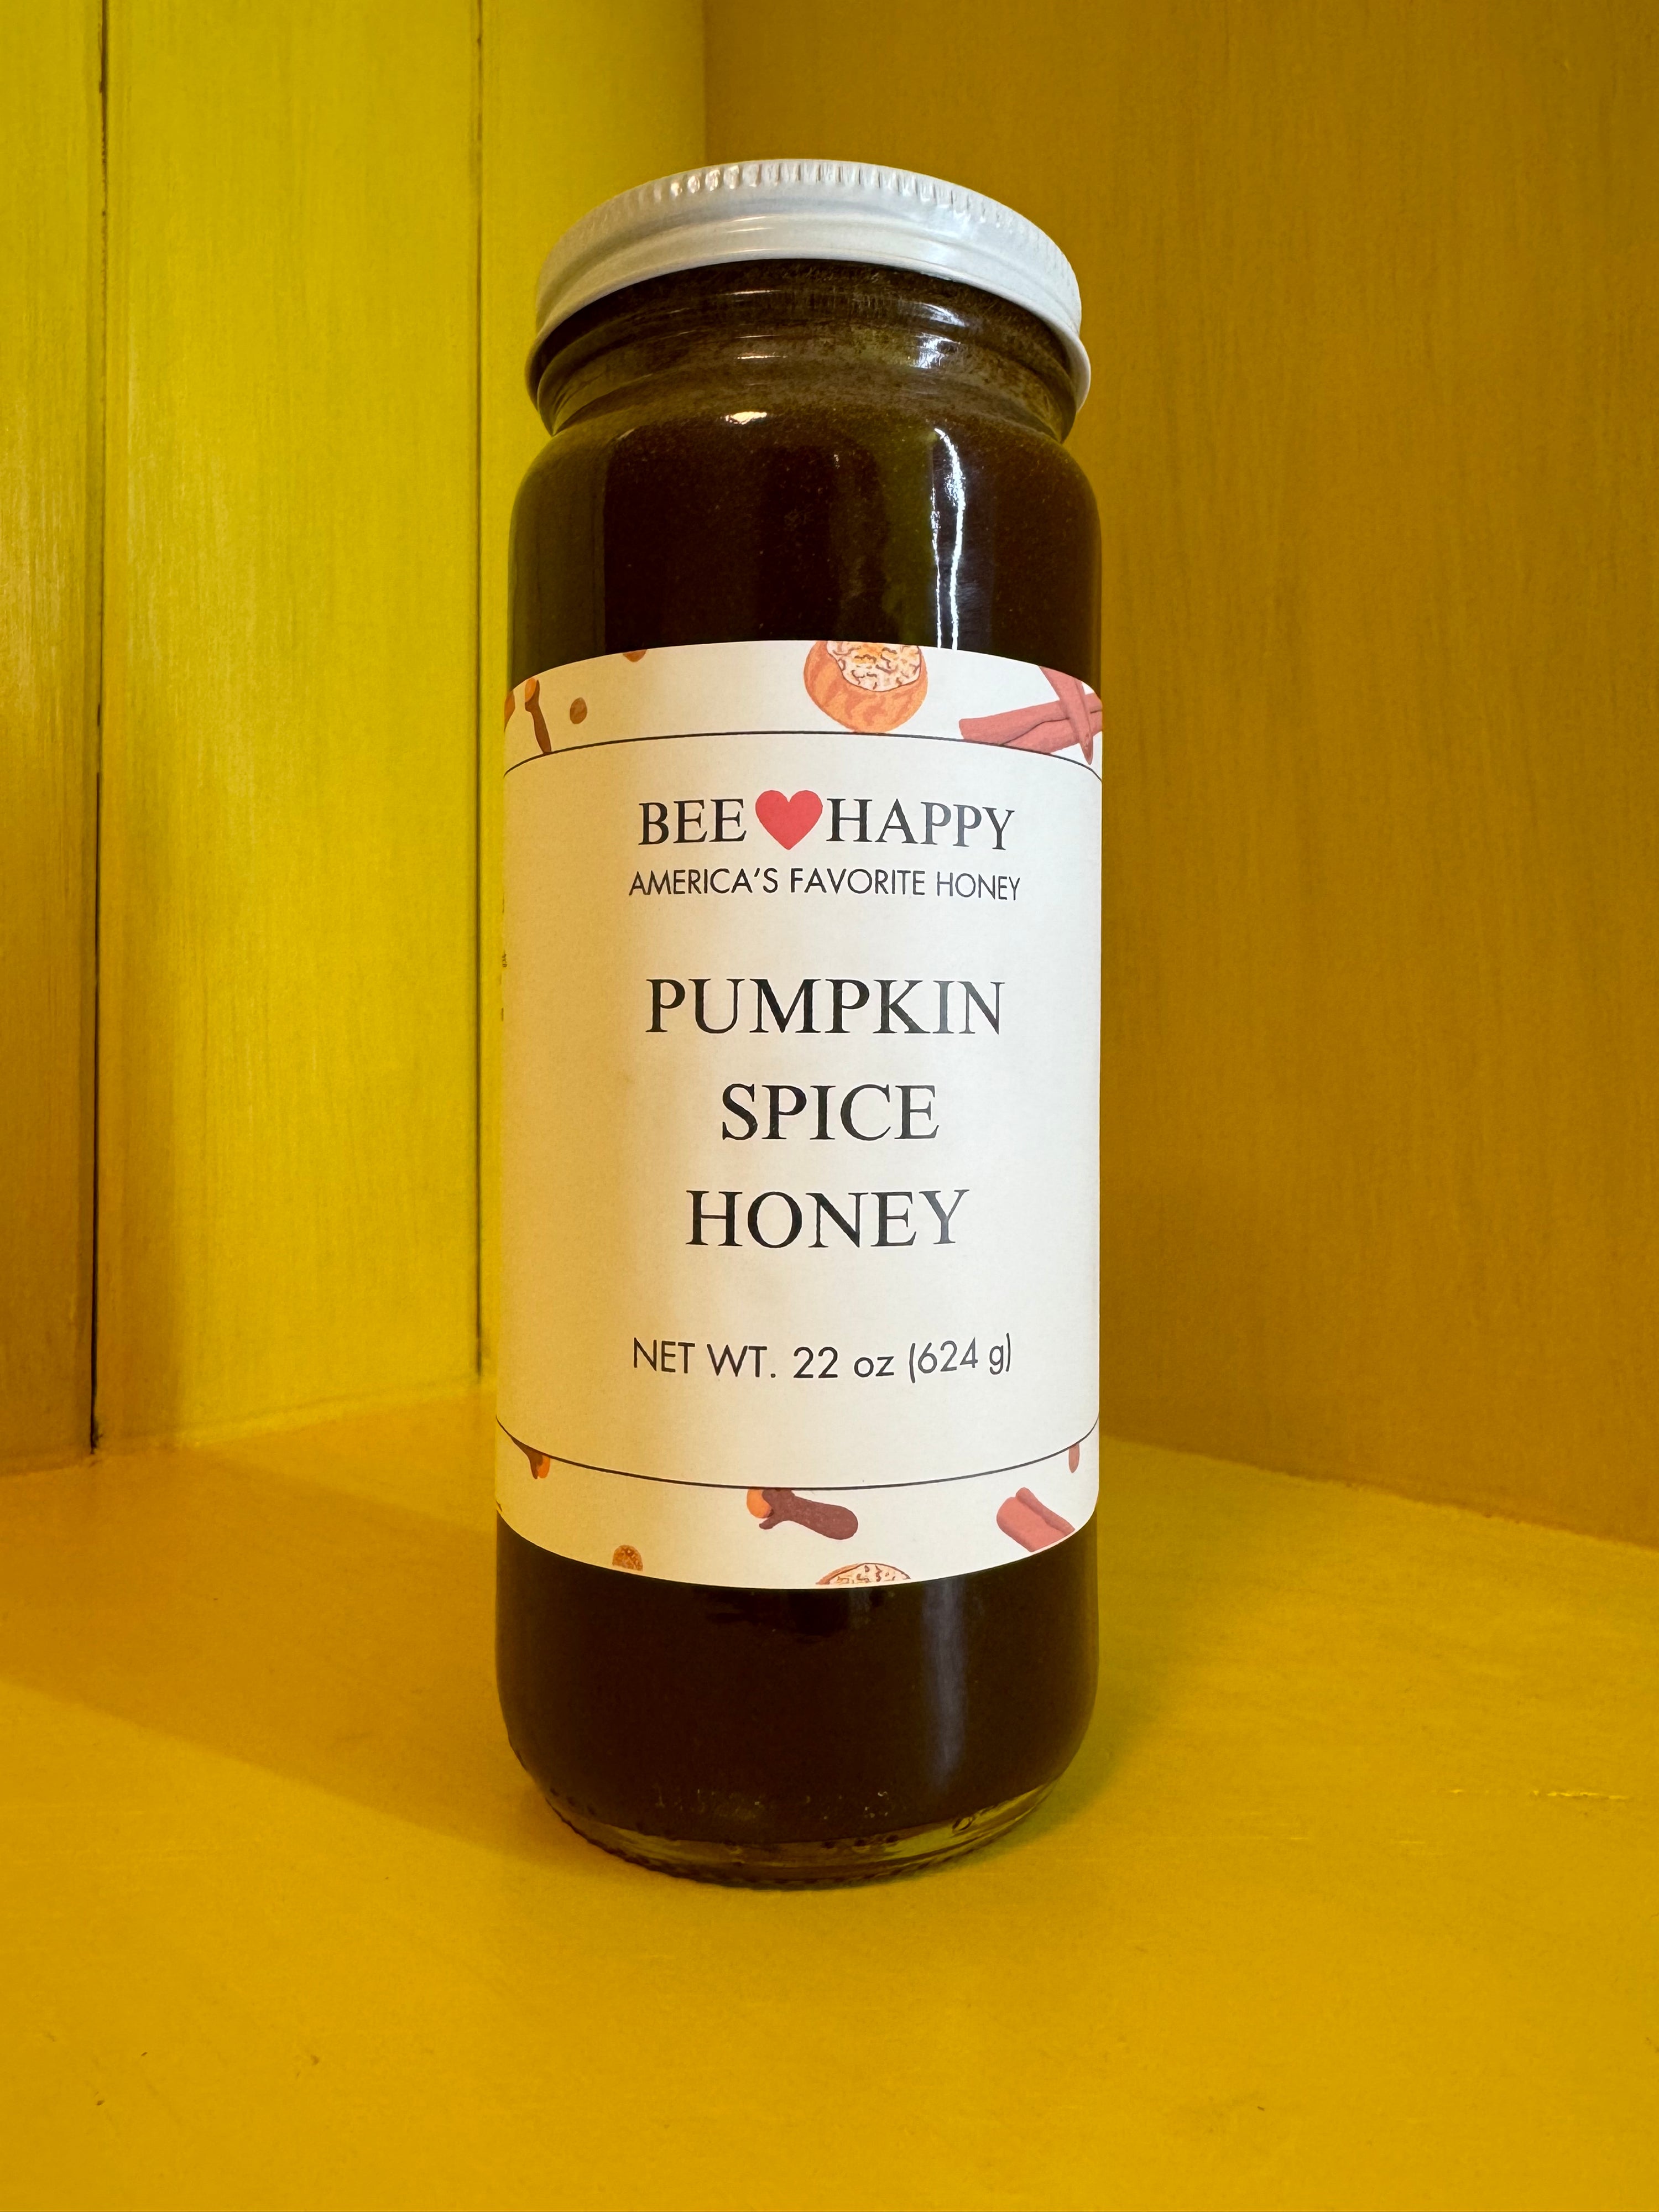 BEE ❤ HAPPY
AMERICA'S FAVORITE HONEY
PUMPKIN
SPICE
HONEY
NET WT. 22 oz (624 g)